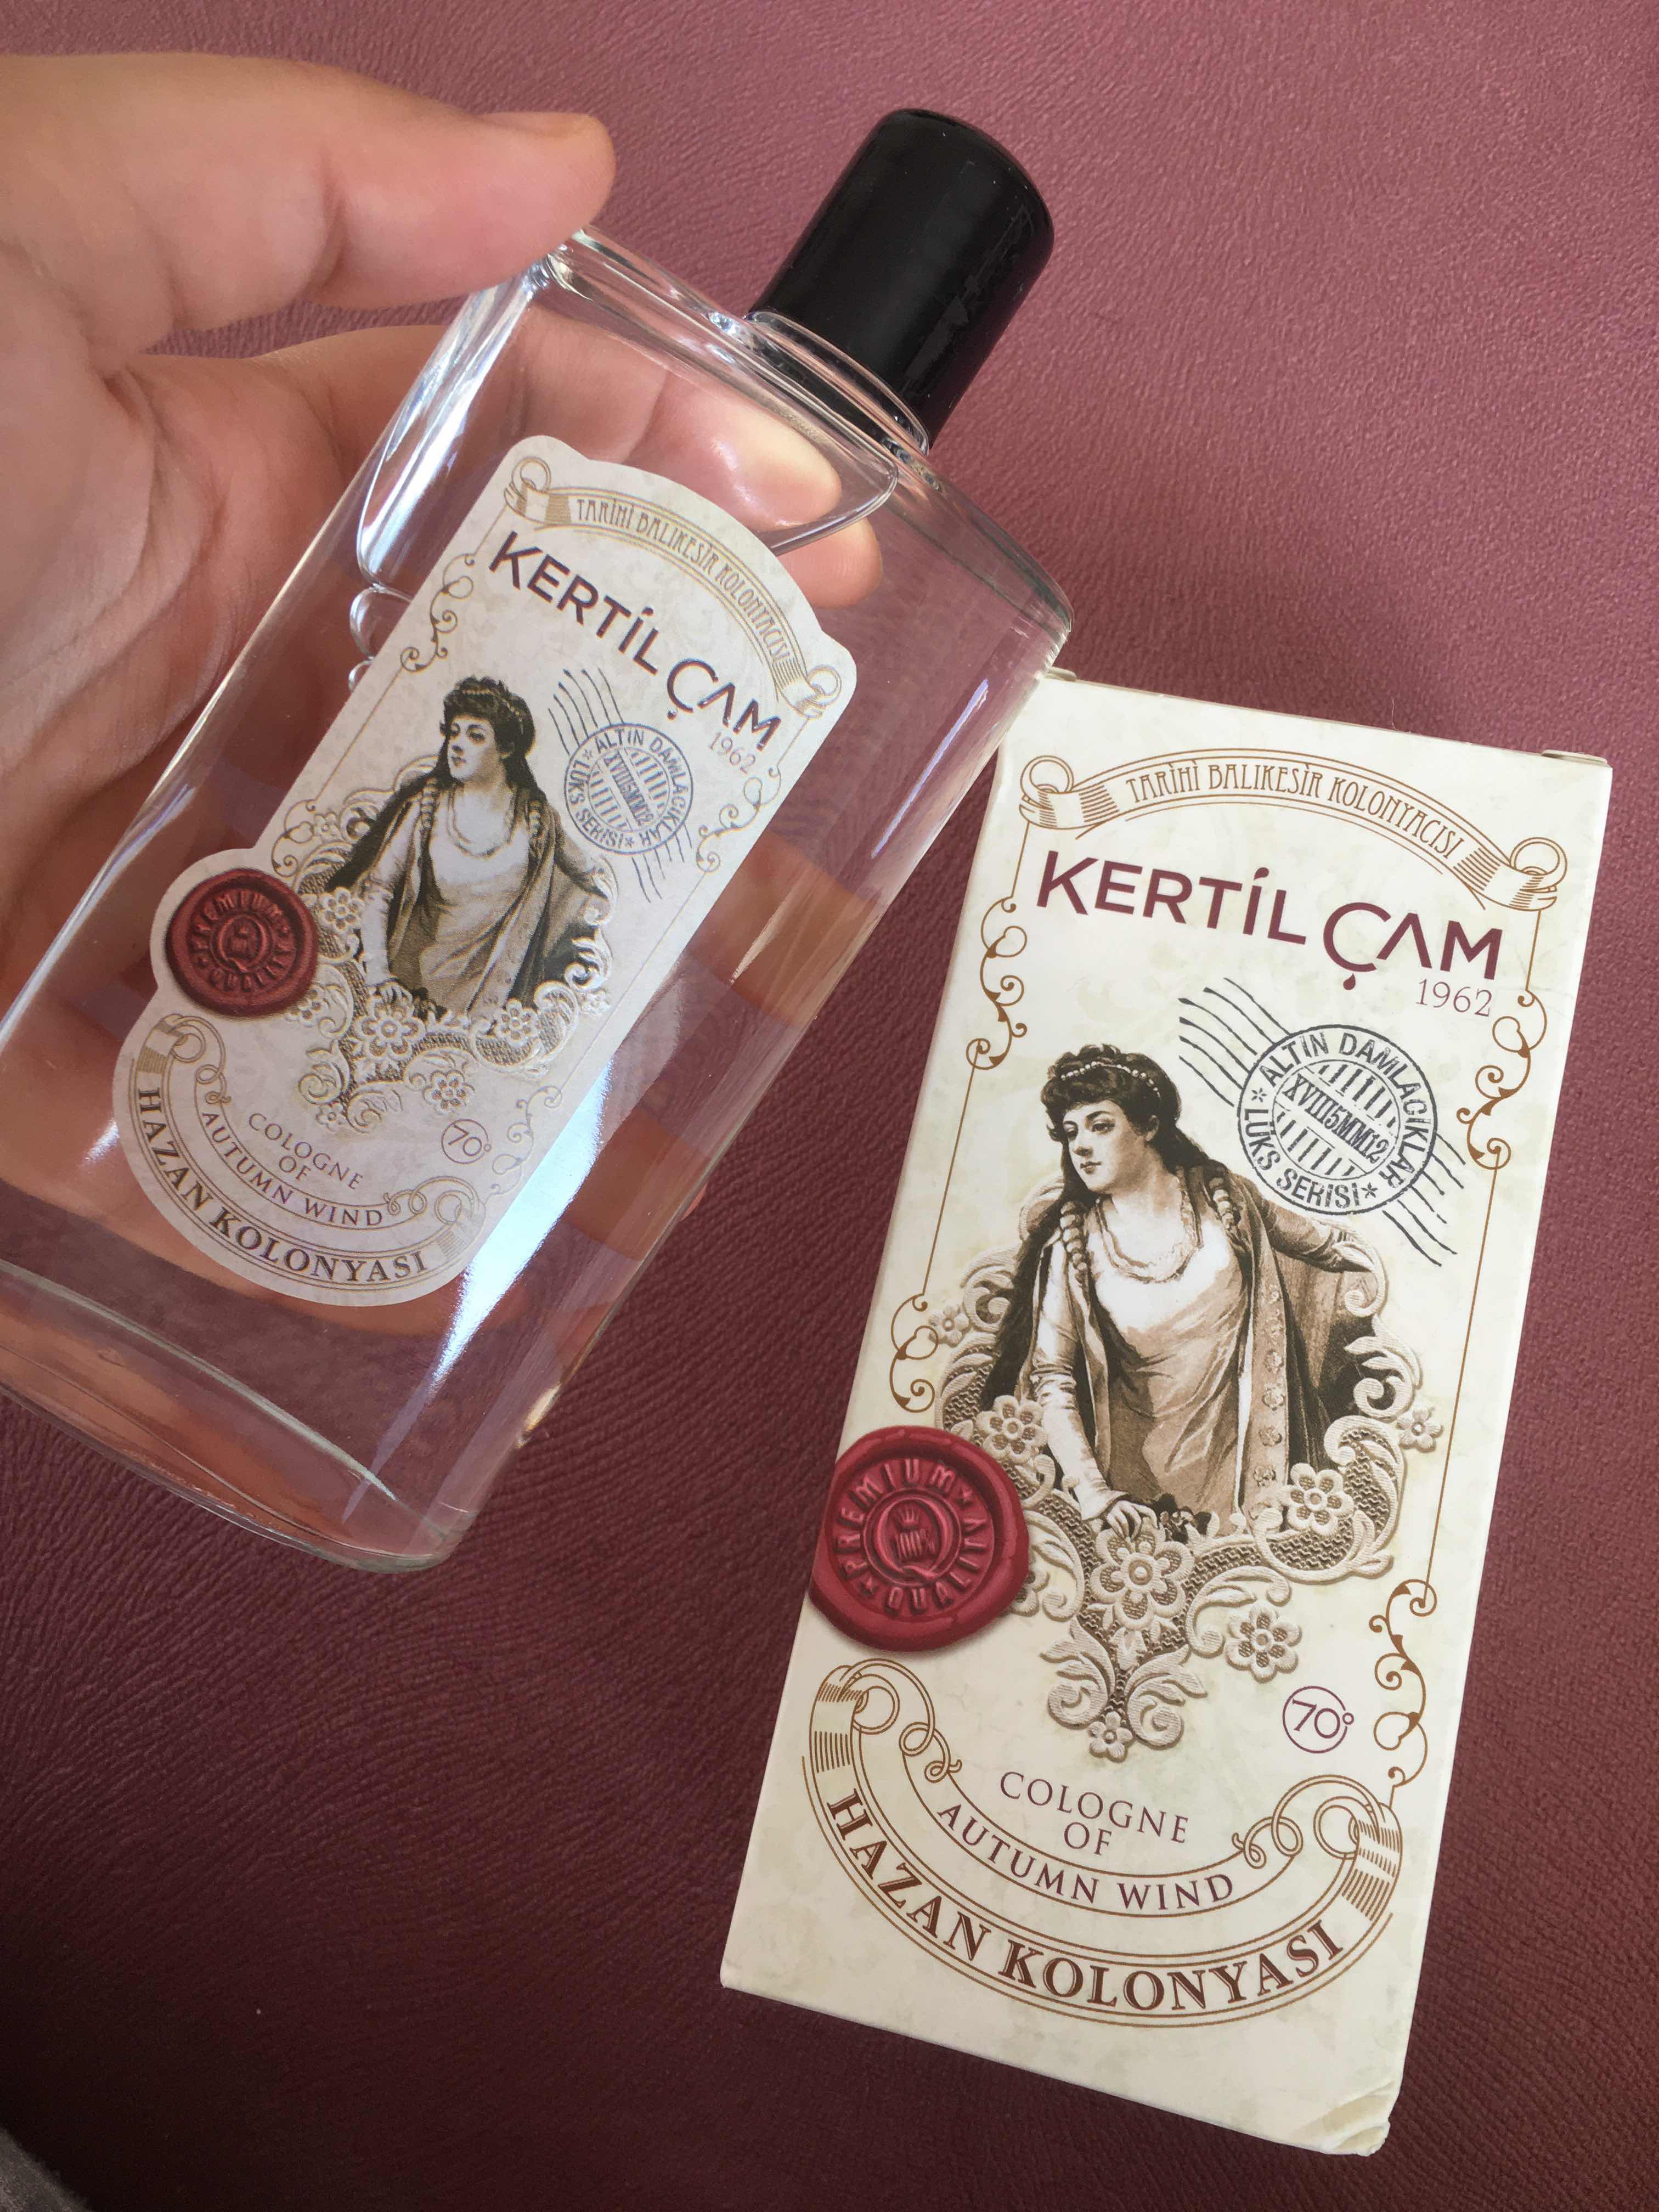 TARİHİ BALIKESİR KOLONYACISI
KERTİL ÇAM
1962
ALTIN DAMLACIKLAR
XVIII5MM12
*LÜKS SERİSİ*
PREMIUM
QUALITY
70°
COLOGNE
OF
AUTUMN WIND
HAZAN KOLONYASI
TARİHİ BALIKESİR KOLONYACISI
KERTİL ÇAM
1962
ALTIN DAMLACIKLAR
XVIII5MM12
*LÜKS SERİSİ*
PREMIUM
Q
100%
QUALITY
70°
COLOGNE
OF
AUTUMN WIND
HAZAN KOLONYASI